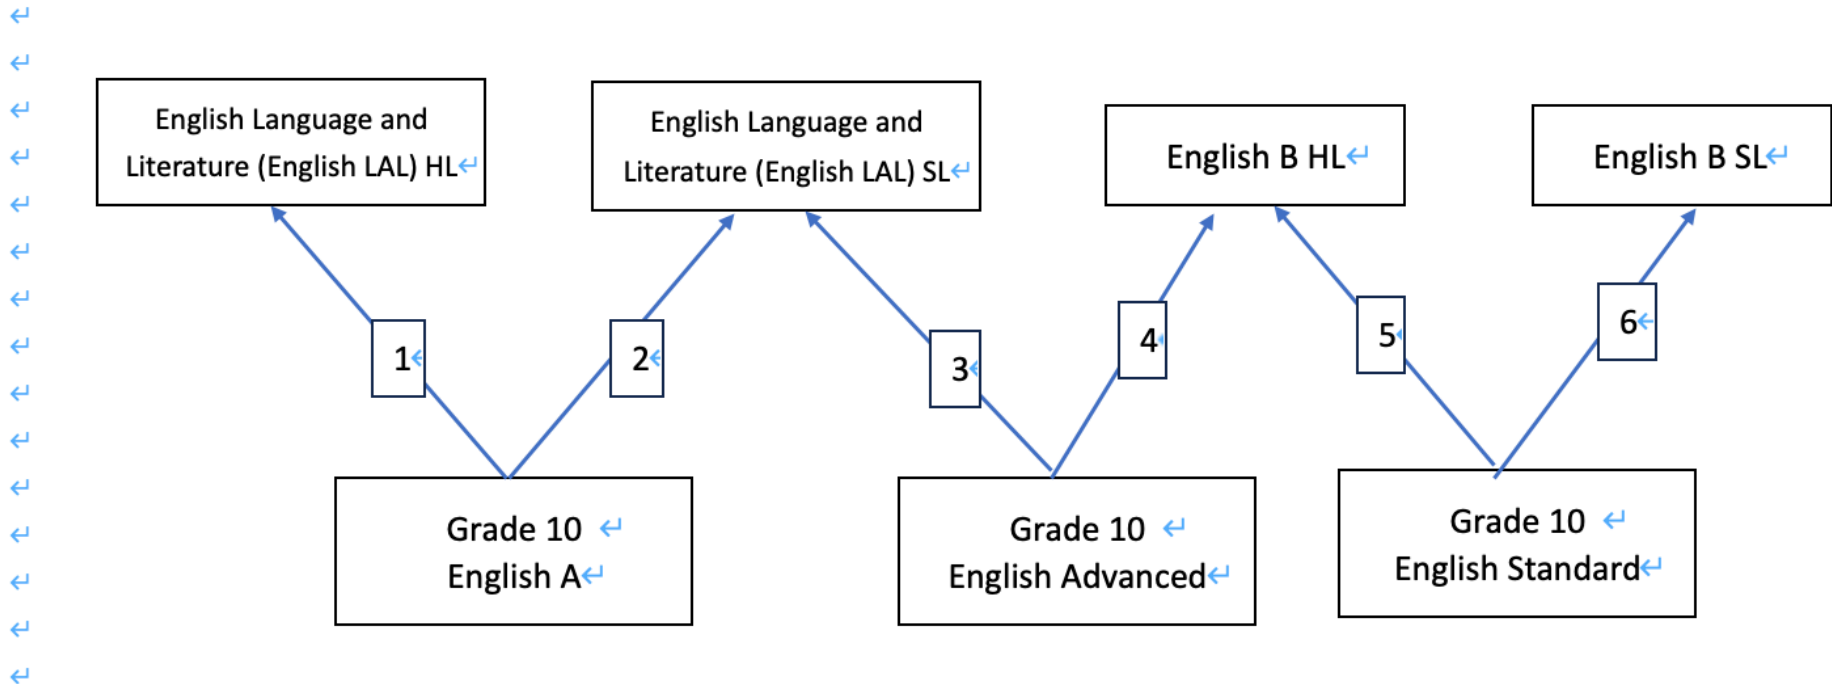 English Language and
Literature (English LAL) HL
English Language and
Literature (English LAL) SL
English B HL
English B SL
1
2
3
4
5
6
Grade 10
English A
Grade 10
English Advanced
Grade 10
English Standard